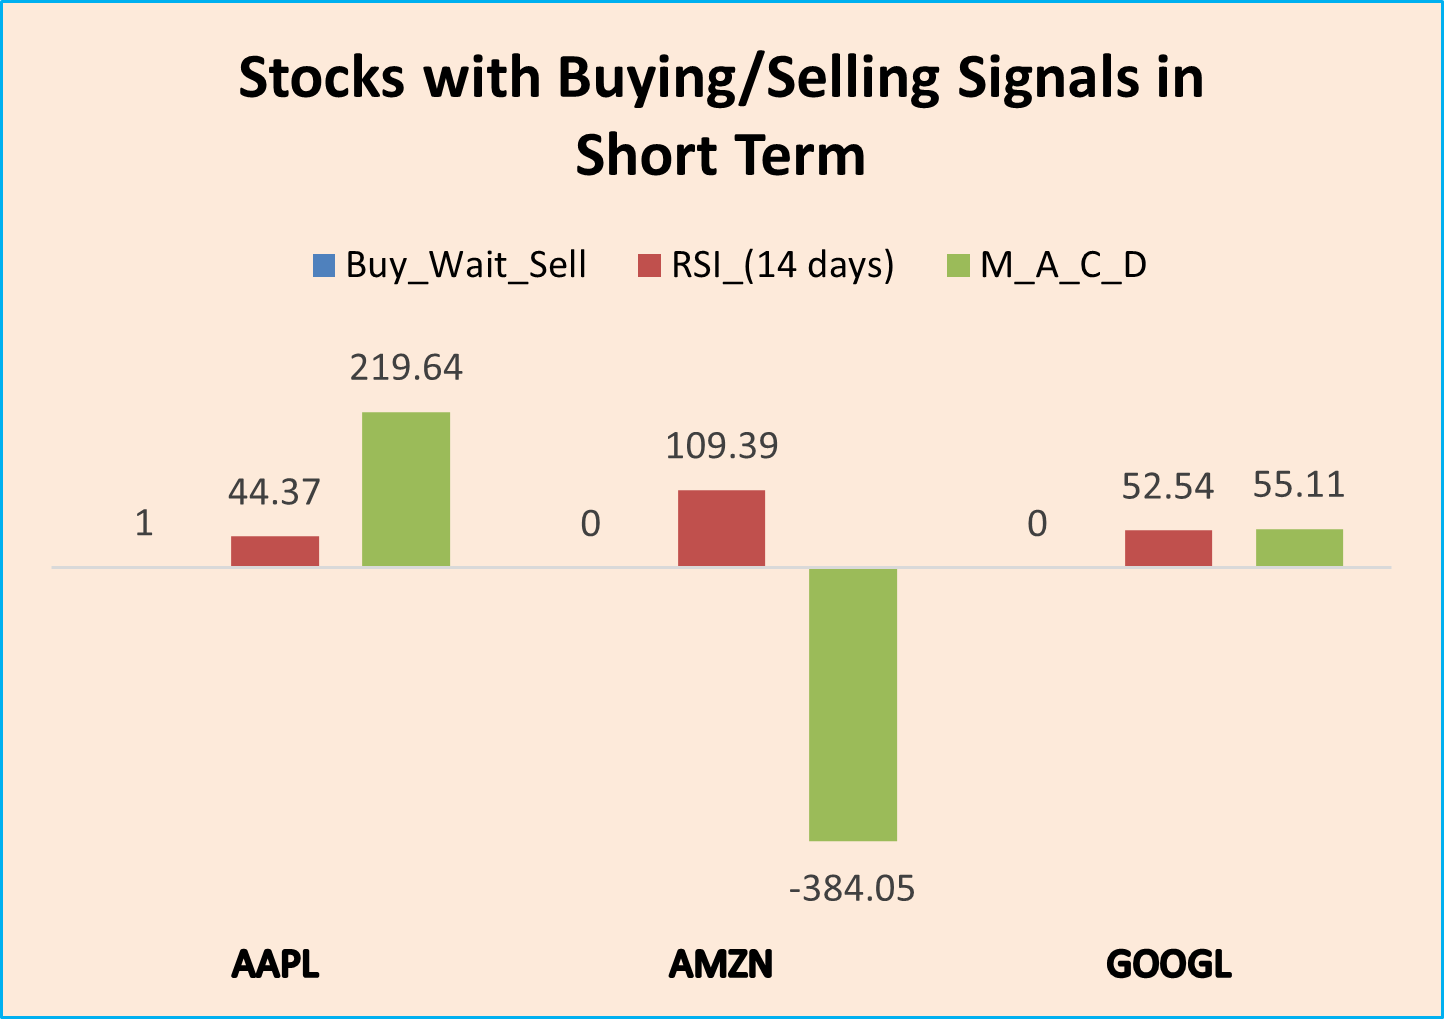 Stocks with Buying/Selling Signals in
Short Term
Buy_Wait_Sell RSI_(14 days) M_A_C_D
219.64
109.39
44.37
52.54 55.11
1 0 0
-384.05
AAPL AMZN GOOGL